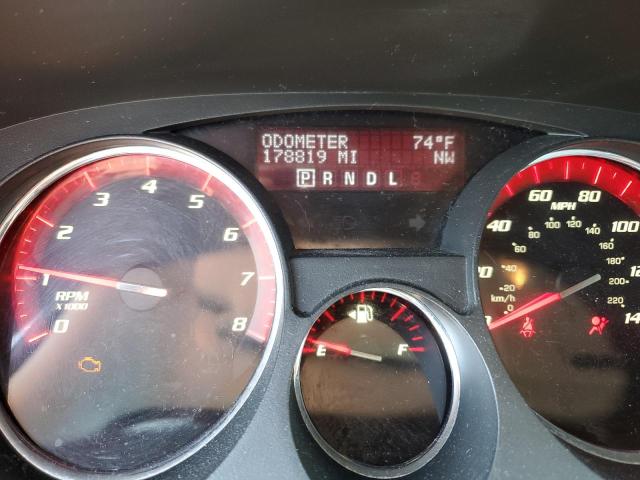 ODOMETER 74°F
178819 MI NW
P R N D L
0 1 2 3 4 5 6 7 8
RPM
X1000
E F
40 60 80 100
MPH
60 80 100 120 140 160 180 200 220
40
20
0
km/h